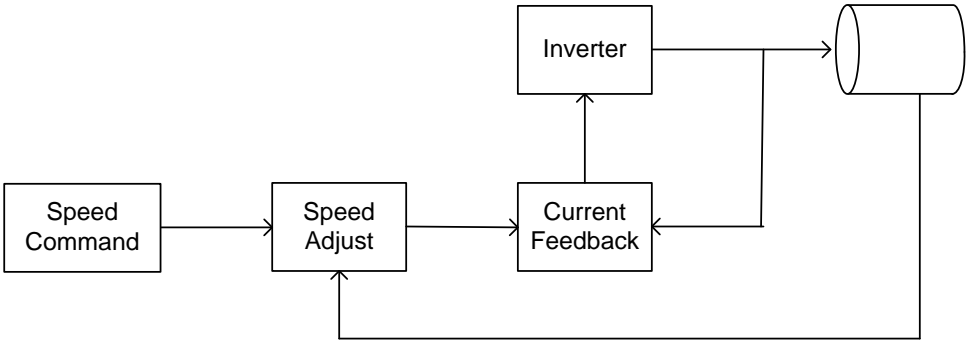 Inverter
Speed
Command
Speed
Adjust
Current
Feedback